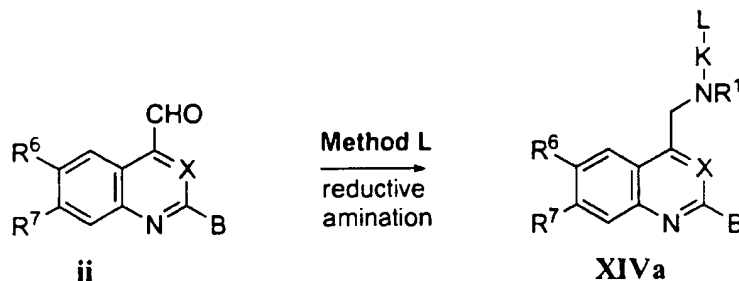 L
K
CHO
NR¹
Method L
R⁶
X
R⁶
X
reductive
R⁷
N
B
amination
R⁷
N
B
ii
XIVa